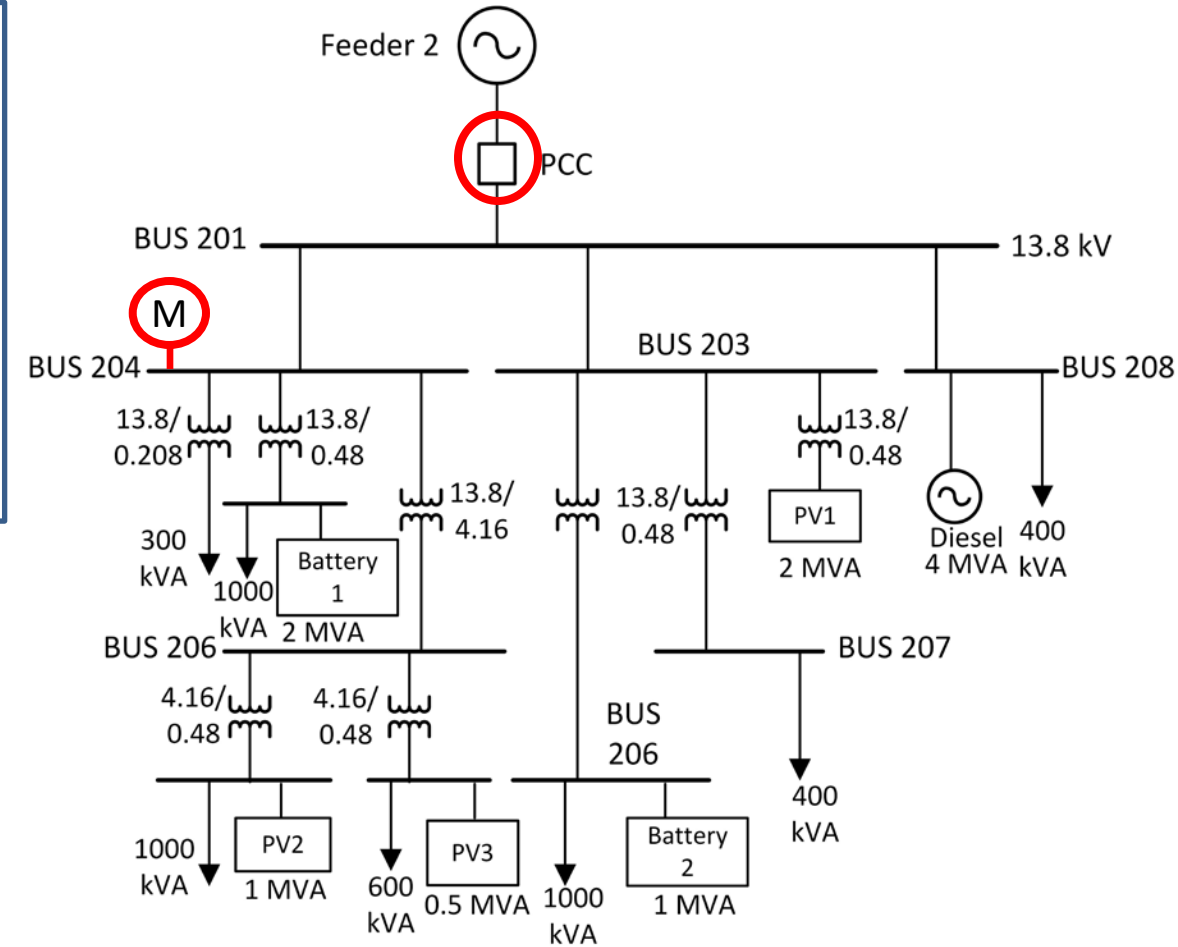 Feeder 2
PCC
BUS 201
13.8 kV
M
BUS 204
BUS 203
BUS 208
13.8/
0.208
13.8/
0.48
13.8/
4.16
13.8/
0.48
13.8/
0.48
PV1
2 MVA
Diesel
4 MVA
400
kVA
300
kVA
1000
kVA
Battery
1
2 MVA
BUS 206
BUS 207
4.16/
0.48
4.16/
0.48
BUS
206
1000
kVA
PV2
1 MVA
600
kVA
PV3
0.5 MVA
1000
kVA
Battery
2
1 MVA
400
kVA